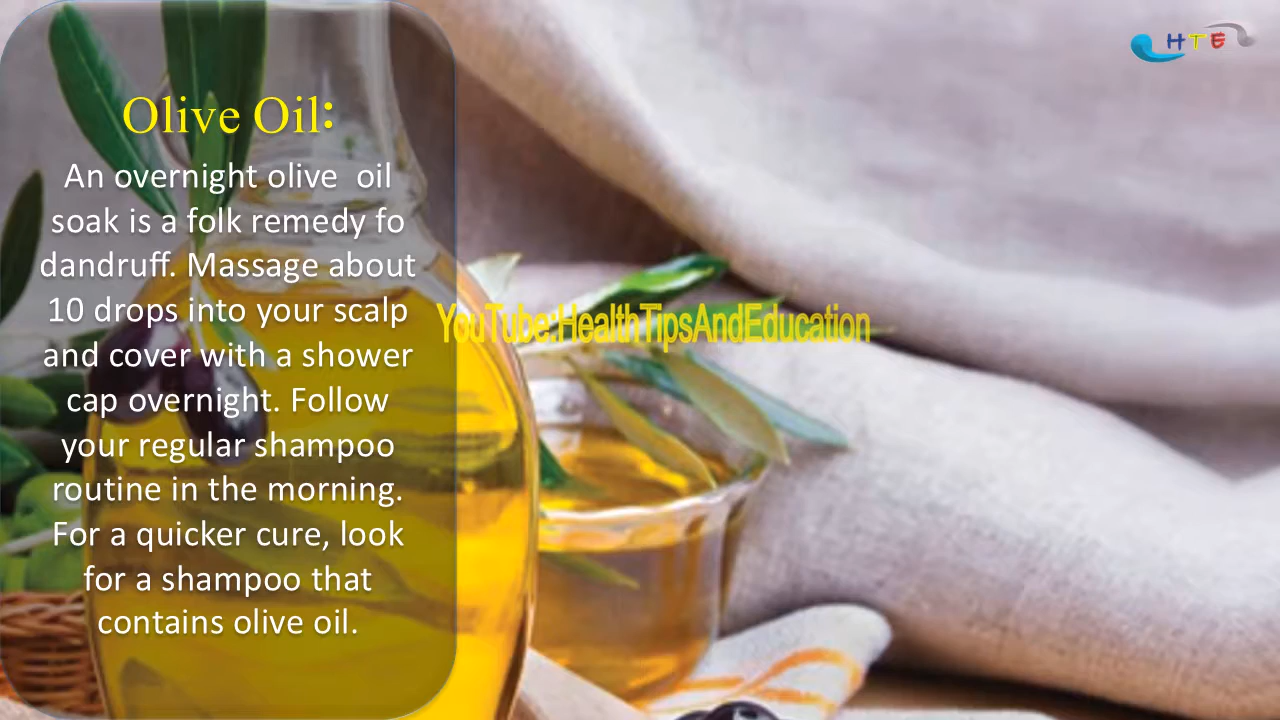 HTE
Olive Oil:
An overnight olive  oil
soak is a folk remedy fo
dandruff. Massage about
10 drops into your scalp
and cover with a shower
cap overnight. Follow
your regular shampoo
routine in the morning.
For a quicker cure, look
for a shampoo that
contains olive oil.
YouTube:HealthTipsAndEducation